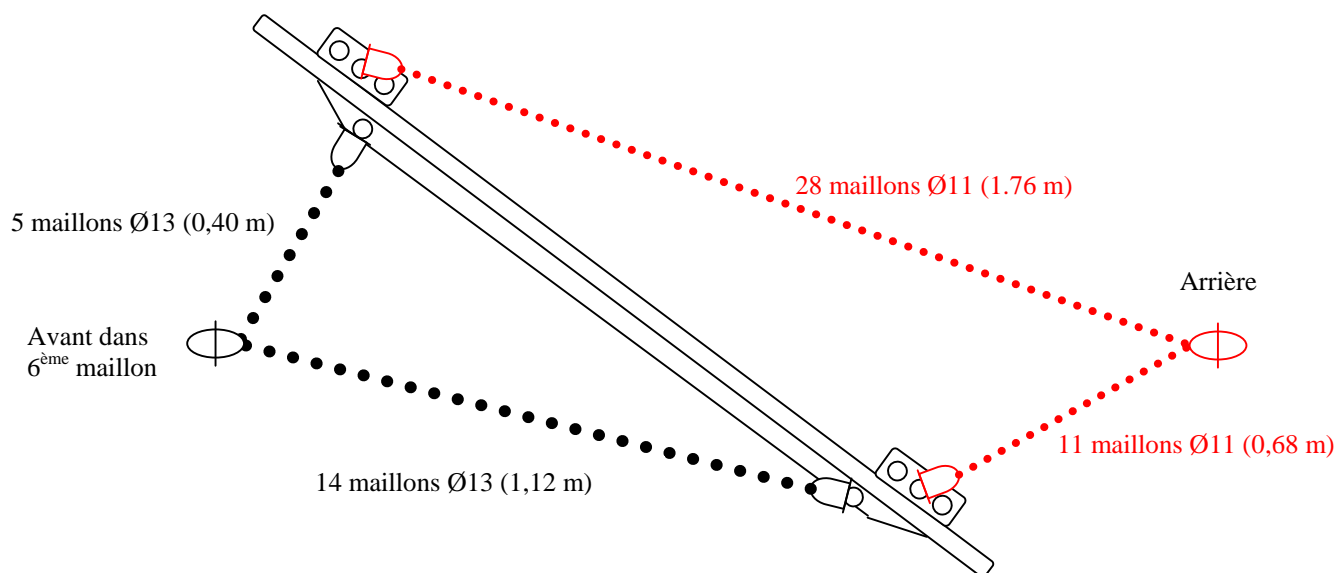 28 maillons Ø11 (1.76 m)
5 maillons Ø13 (0,40 m)
Arrière
Avant dans
6ème maillon
11 maillons Ø11 (0,68 m)
14 maillons Ø13 (1,12 m)